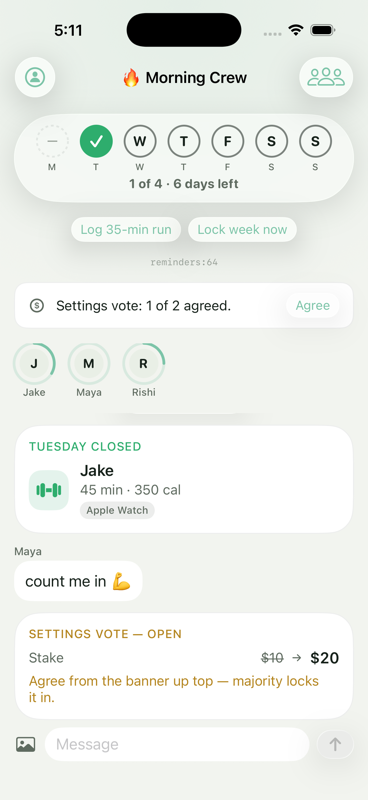 5:11
🔥 Morning Crew
W T F S S
M T W T F S S
1 of 4 · 6 days left
Log 35-min run
Lock week now
reminders:64
$ Settings vote: 1 of 2 agreed. Agree
J M R
Jake Maya Rishi
TUESDAY CLOSED
Jake
45 min · 350 cal
Apple Watch
Maya
count me in 💪
SETTINGS VOTE — OPEN
Stake $10 → $20
Agree from the banner up top — majority locks
it in.
Message